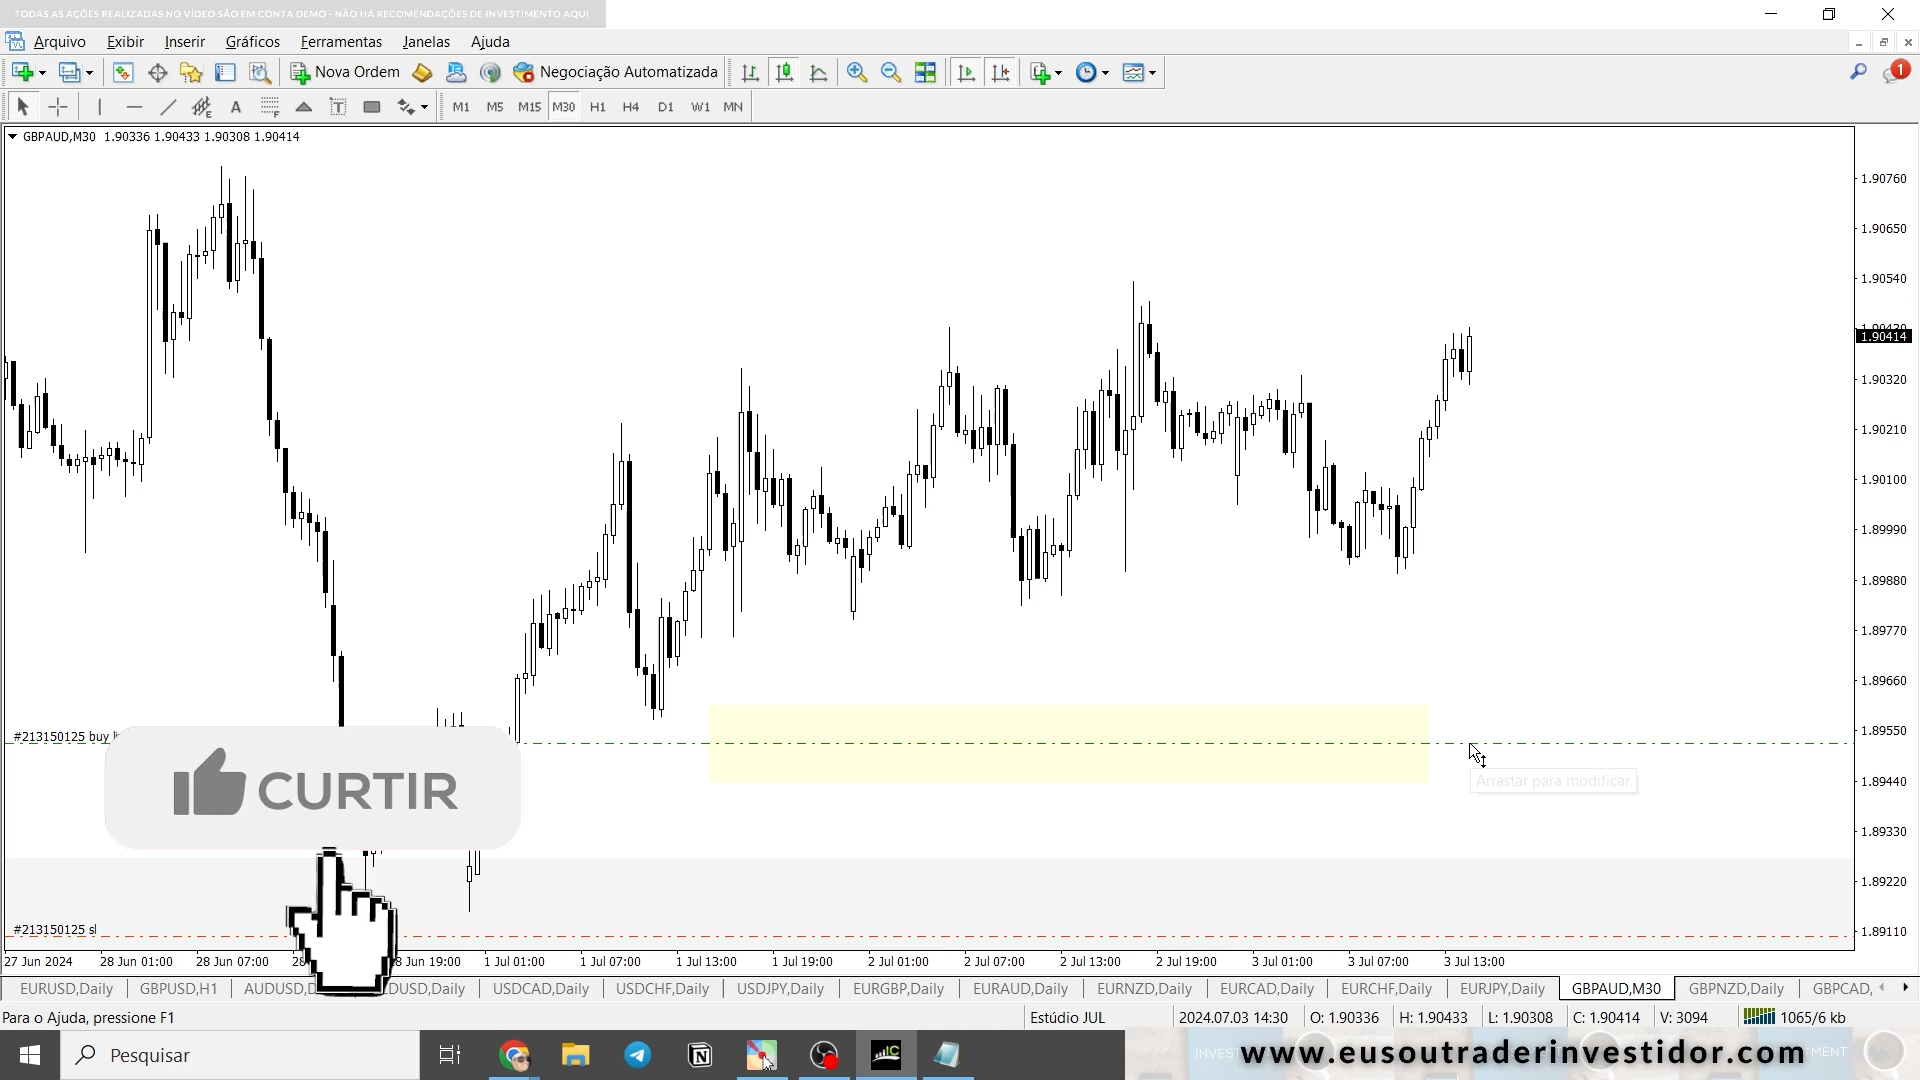 TODAS AS AÇÕES REALIZADAS NO VÍDEO SÃO EM CONTA DEMO - NÃO HÁ RECOMENDAÇÕES DE INVESTIMENTO AQUI
Arquivo Exibir Inserir Gráficos Ferramentas Janelas Ajuda
Nova Ordem Negociação Automatizada 1
A M1 M5 M15 M30 H1 H4 D1 W1 MN
GBPAUD,M30 1.90336 1.90433 1.90308 1.90414
1.90760
1.90650
1.90540
1.90414
1.90320
1.90210
1.90100
1.89990
1.89880
1.89770
1.89660
#213150125 buy
1.89550
Arrastar para modificar
1.89440
CURTIR
1.89330
1.89220
#213150125 sl
1.89110
27 Jun 2024 28 Jun 01:00 28 Jun 07:00 Jun 19:00 1 Jul 01:00 1 Jul 07:00 1 Jul 13:00 1 Jul 19:00 2 Jul 01:00 2 Jul 07:00 2 Jul 13:00 2 Jul 19:00 3 Jul 01:00 3 Jul 07:00 3 Jul 13:00
EURUSD,Daily GBPUSD,H1 AUDUSD, DUSD,Daily USDCAD,Daily USDCHF,Daily USDJPY,Daily EURGBP,Daily EURAUD,Daily EURNZD,Daily EURCAD,Daily EURCHF,Daily EURJPY,Daily GBPAUD,M30 GBPNZD,Daily GBPCAD,
Para o Ajuda, pressione F1 Estúdio JUL 2024.07.03 14:30 O: 1.90336 H: 1.90433 L: 1.90308 C: 1.90414 V: 3094 1065/6 kb
Pesquisar www.eusoutraderinvestidor.com